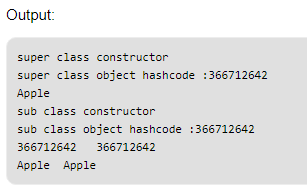 Output:
super class constructor
super class object hashcode :366712642
Apple
sub class constructor
sub class object hashcode :366712642
366712642   366712642
Apple  Apple